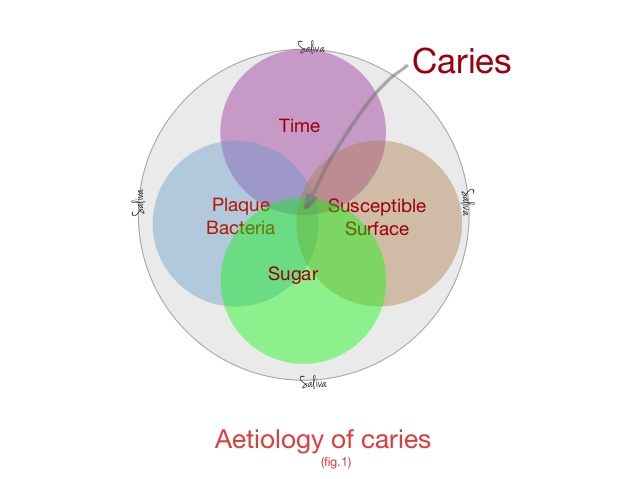 Saliva
Caries
Time
Saliva
Plaque
Bacteria
Susceptible
Surface
Saliva
Sugar
Saliva
Aetiology of caries
(fig.1)